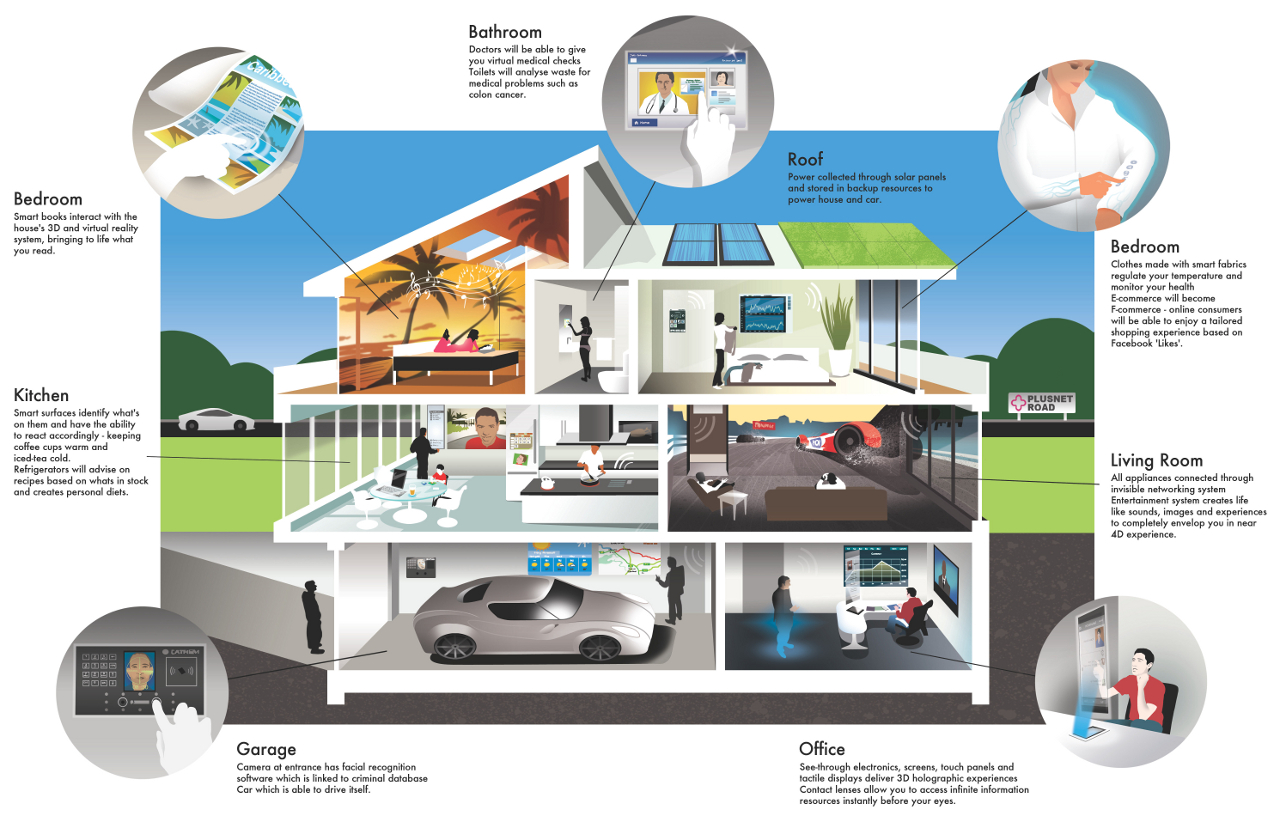 Bathroom
Doctors will be able to give
you virtual medical checks
Toilets will analyse waste for
medical problems such as
colon cancer.
Roof
Power collected through solar panels
and stored in backup resources to
power house and car.
Bedroom
Smart books interact with the
house's 3D and virtual reality
system, bringing to life what
you read.
Bedroom
Clothes made with smart fabrics
regulate your temperature and
monitor your health
E-commerce will become
F-commerce - online consumers
will be able to enjoy a tailored
shopping experience based on
Facebook 'Likes'.
Kitchen
Smart surfaces identify what's
on them and have the ability
to react accordingly - keeping
coffee cups warm and
iced-tea cold.
Refrigerators will advise on
recipes based on whats in stock
and creates personal diets.
PLUSNET
ROAD
Living Room
All appliances connected through
invisible networking system
Entertainment system creates life
like sounds, images and experiences
to completely envelop you in near
4D experience.
Home
10
Garage
Camera at entrance has facial recognition
software which is linked to criminal database
Car which is able to drive itself.
Office
See-through electronics, screens, touch panels and
tactile displays deliver 3D holographic experiences
Contact lenses allow you to access infinite information
resources instantly before your eyes.